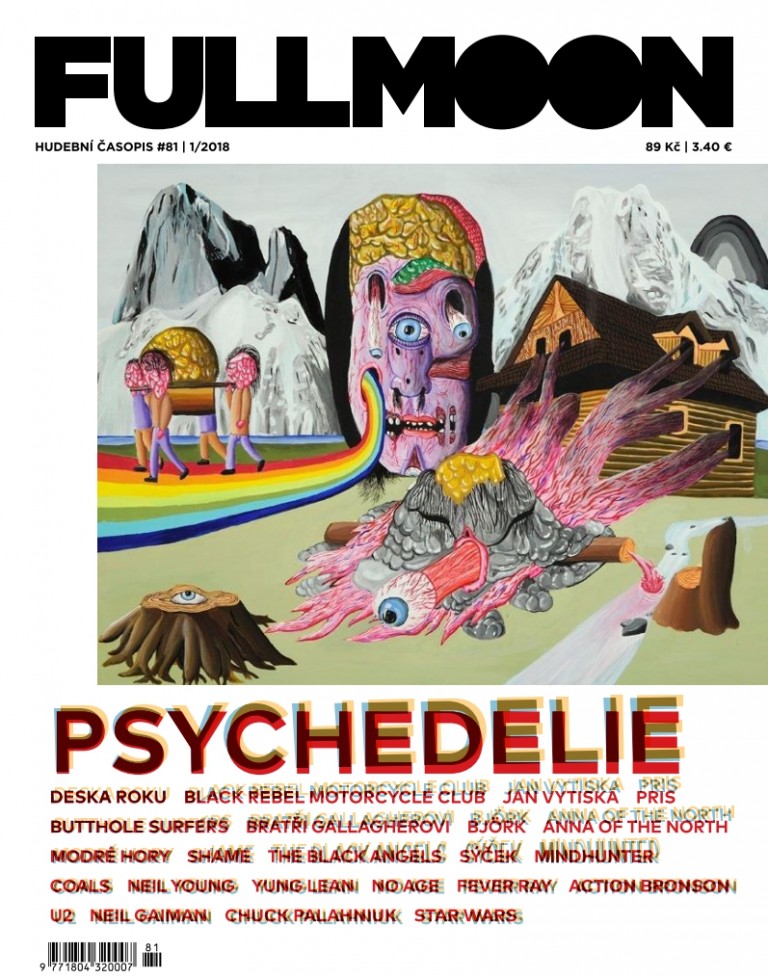 FULLMOON
HUDEBNÍ ČASOPIS #81 | 1/2018 89 Kč | 3.40 €
PSYCHEDELIE
DESKA ROKU BLACK REBEL MOTORCYCLE CLUB JAN VYTISKA PRIS
BUTTHOLE SURFERS BRATŘI GALLAGHEROVI BJÖRK ANNA OF THE NORTH
MODRÉ HORY SHAME THE BLACK ANGELS SÝČEK MINDHUNTER
COALS NEIL YOUNG YUNG LEAN NO AGE FEVER RAY ACTION BRONSON
U2 NEIL GAIMAN CHUCK PALAHNIUK STAR WARS
81
9 771804 320007